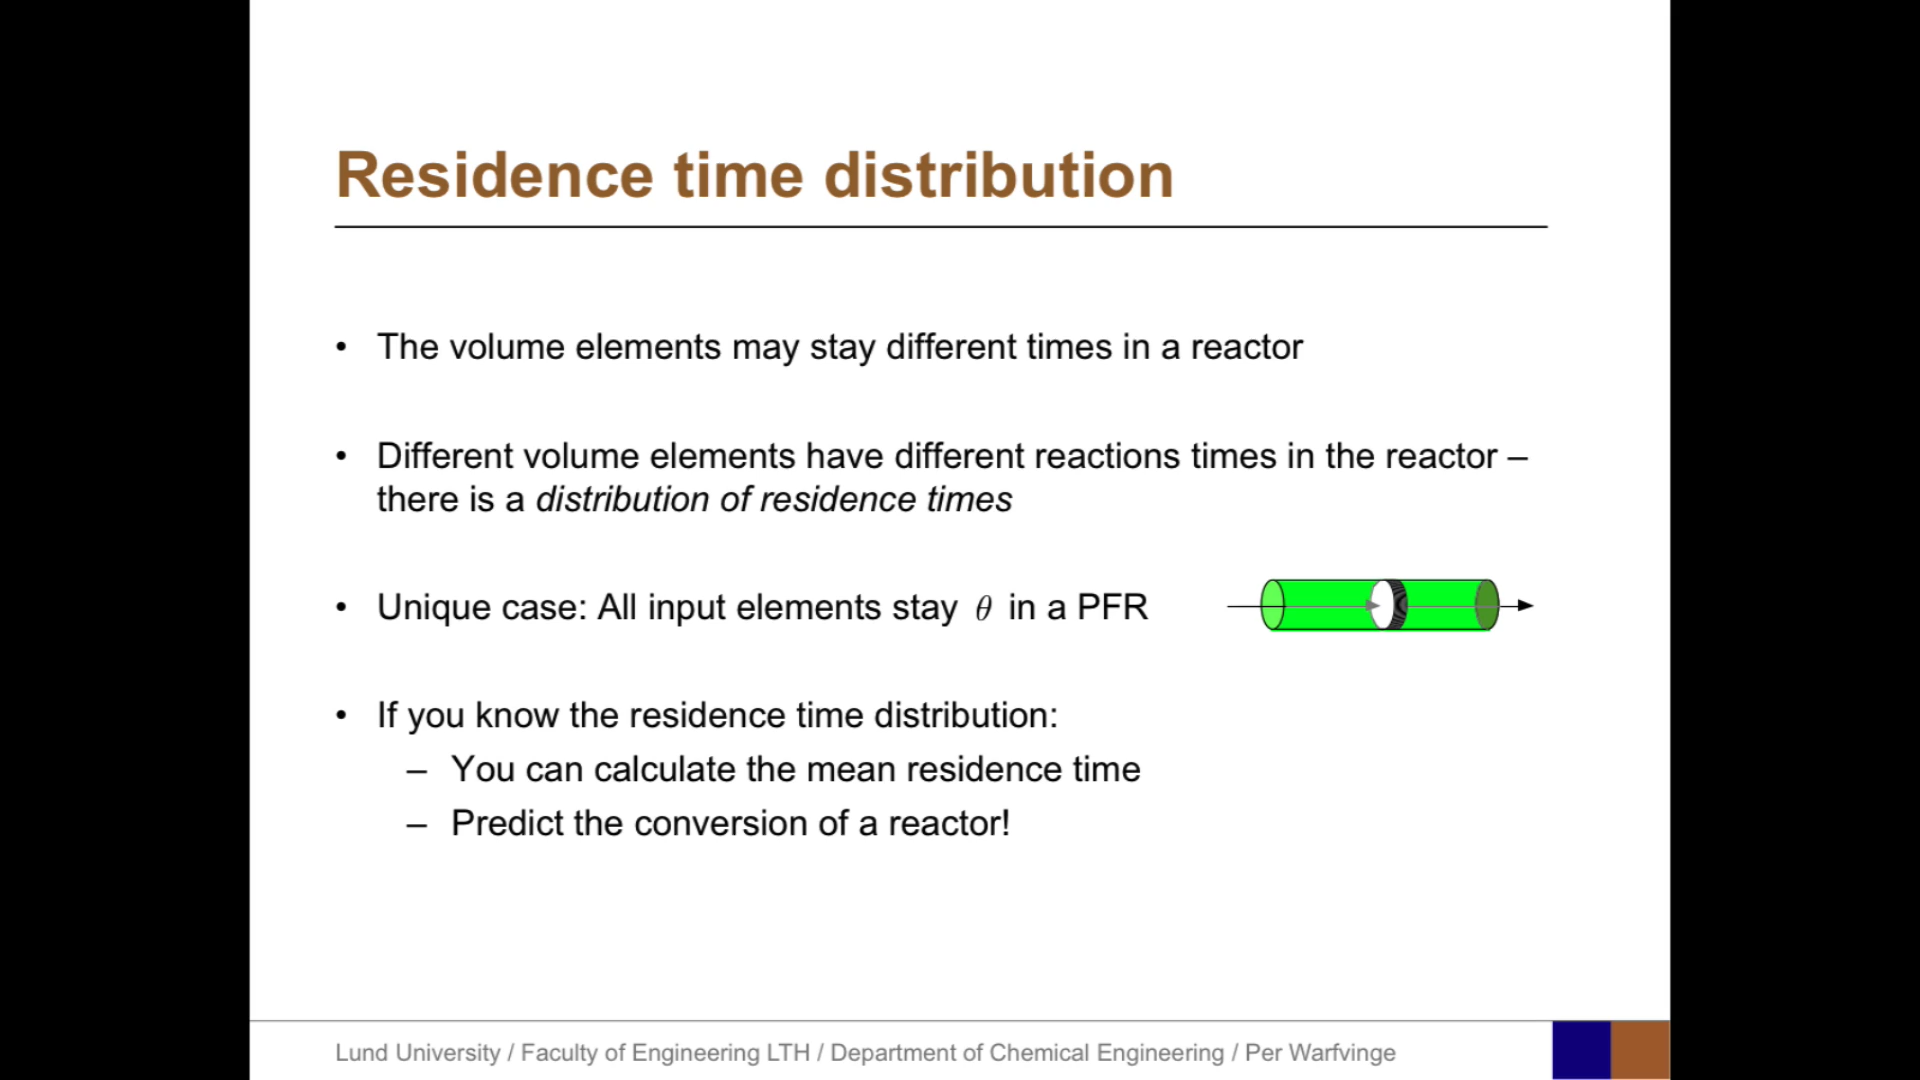 Residence time distribution
• The volume elements may stay different times in a reactor
• Different volume elements have different reactions times in the reactor –
there is a distribution of residence times
• Unique case: All input elements stay θ in a PFR
• If you know the residence time distribution:
– You can calculate the mean residence time
– Predict the conversion of a reactor!
Lund University / Faculty of Engineering LTH / Department of Chemical Engineering / Per Warfvinge